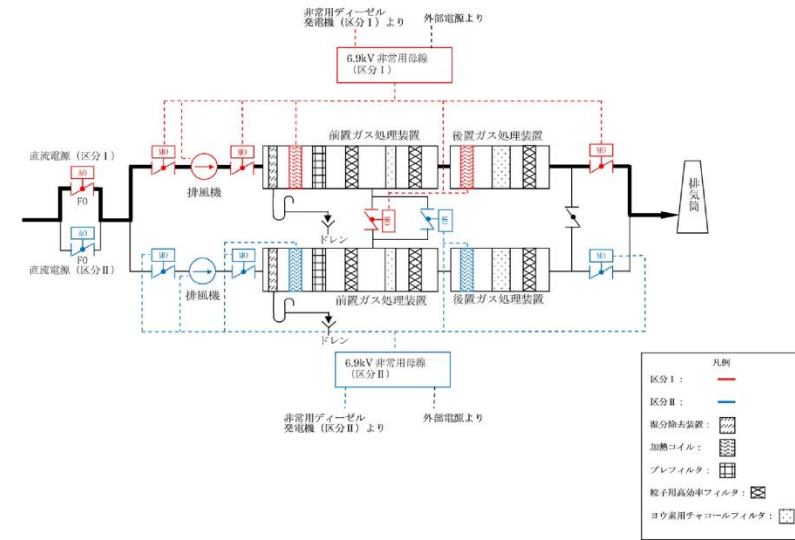 非常用ディーゼル
発電機（区分Ⅰ）より
外部電源より
6.9kV 非常用母線
（区分Ⅰ）
前置ガス処理装置
後置ガス処理装置
直流電源（区分Ⅰ）
MO
MO
MO
AO
FO
排風機
ドレン
MO
MO
排気筒
AO
FO
直流電源（区分Ⅱ）
MO
MO
MO
排風機
前置ガス処理装置
後置ガス処理装置
ドレン
6.9kV 非常用母線
（区分Ⅱ）
非常用ディーゼル
発電機（区分Ⅱ）より
外部電源より
凡例
区分Ⅰ：
区分Ⅱ：
湿分除去装置：
加熱コイル：
プレフィルタ：
粒子用高効率フィルタ：
ヨウ素用チャコールフィルタ：